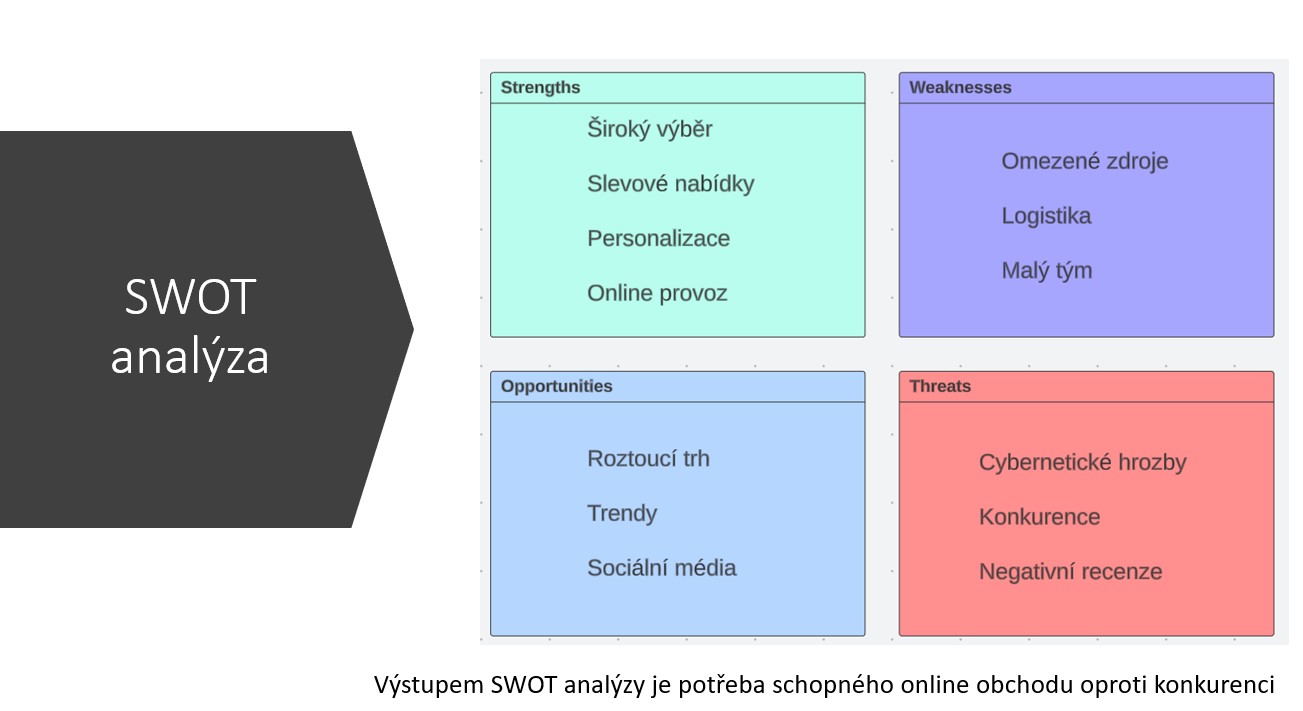 SWOT
analýza
Strengths
Široký výběr
Slevové nabídky
Personalizace
Online provoz
Weaknesses
Omezené zdroje
Logistika
Malý tým
Opportunities
Roztoucí trh
Trendy
Sociální média
Threats
Cybernetické hrozby
Konkurence
Negativní recenze
Výstupem SWOT analýzy je potřeba schopného online obchodu oproti konkurenci